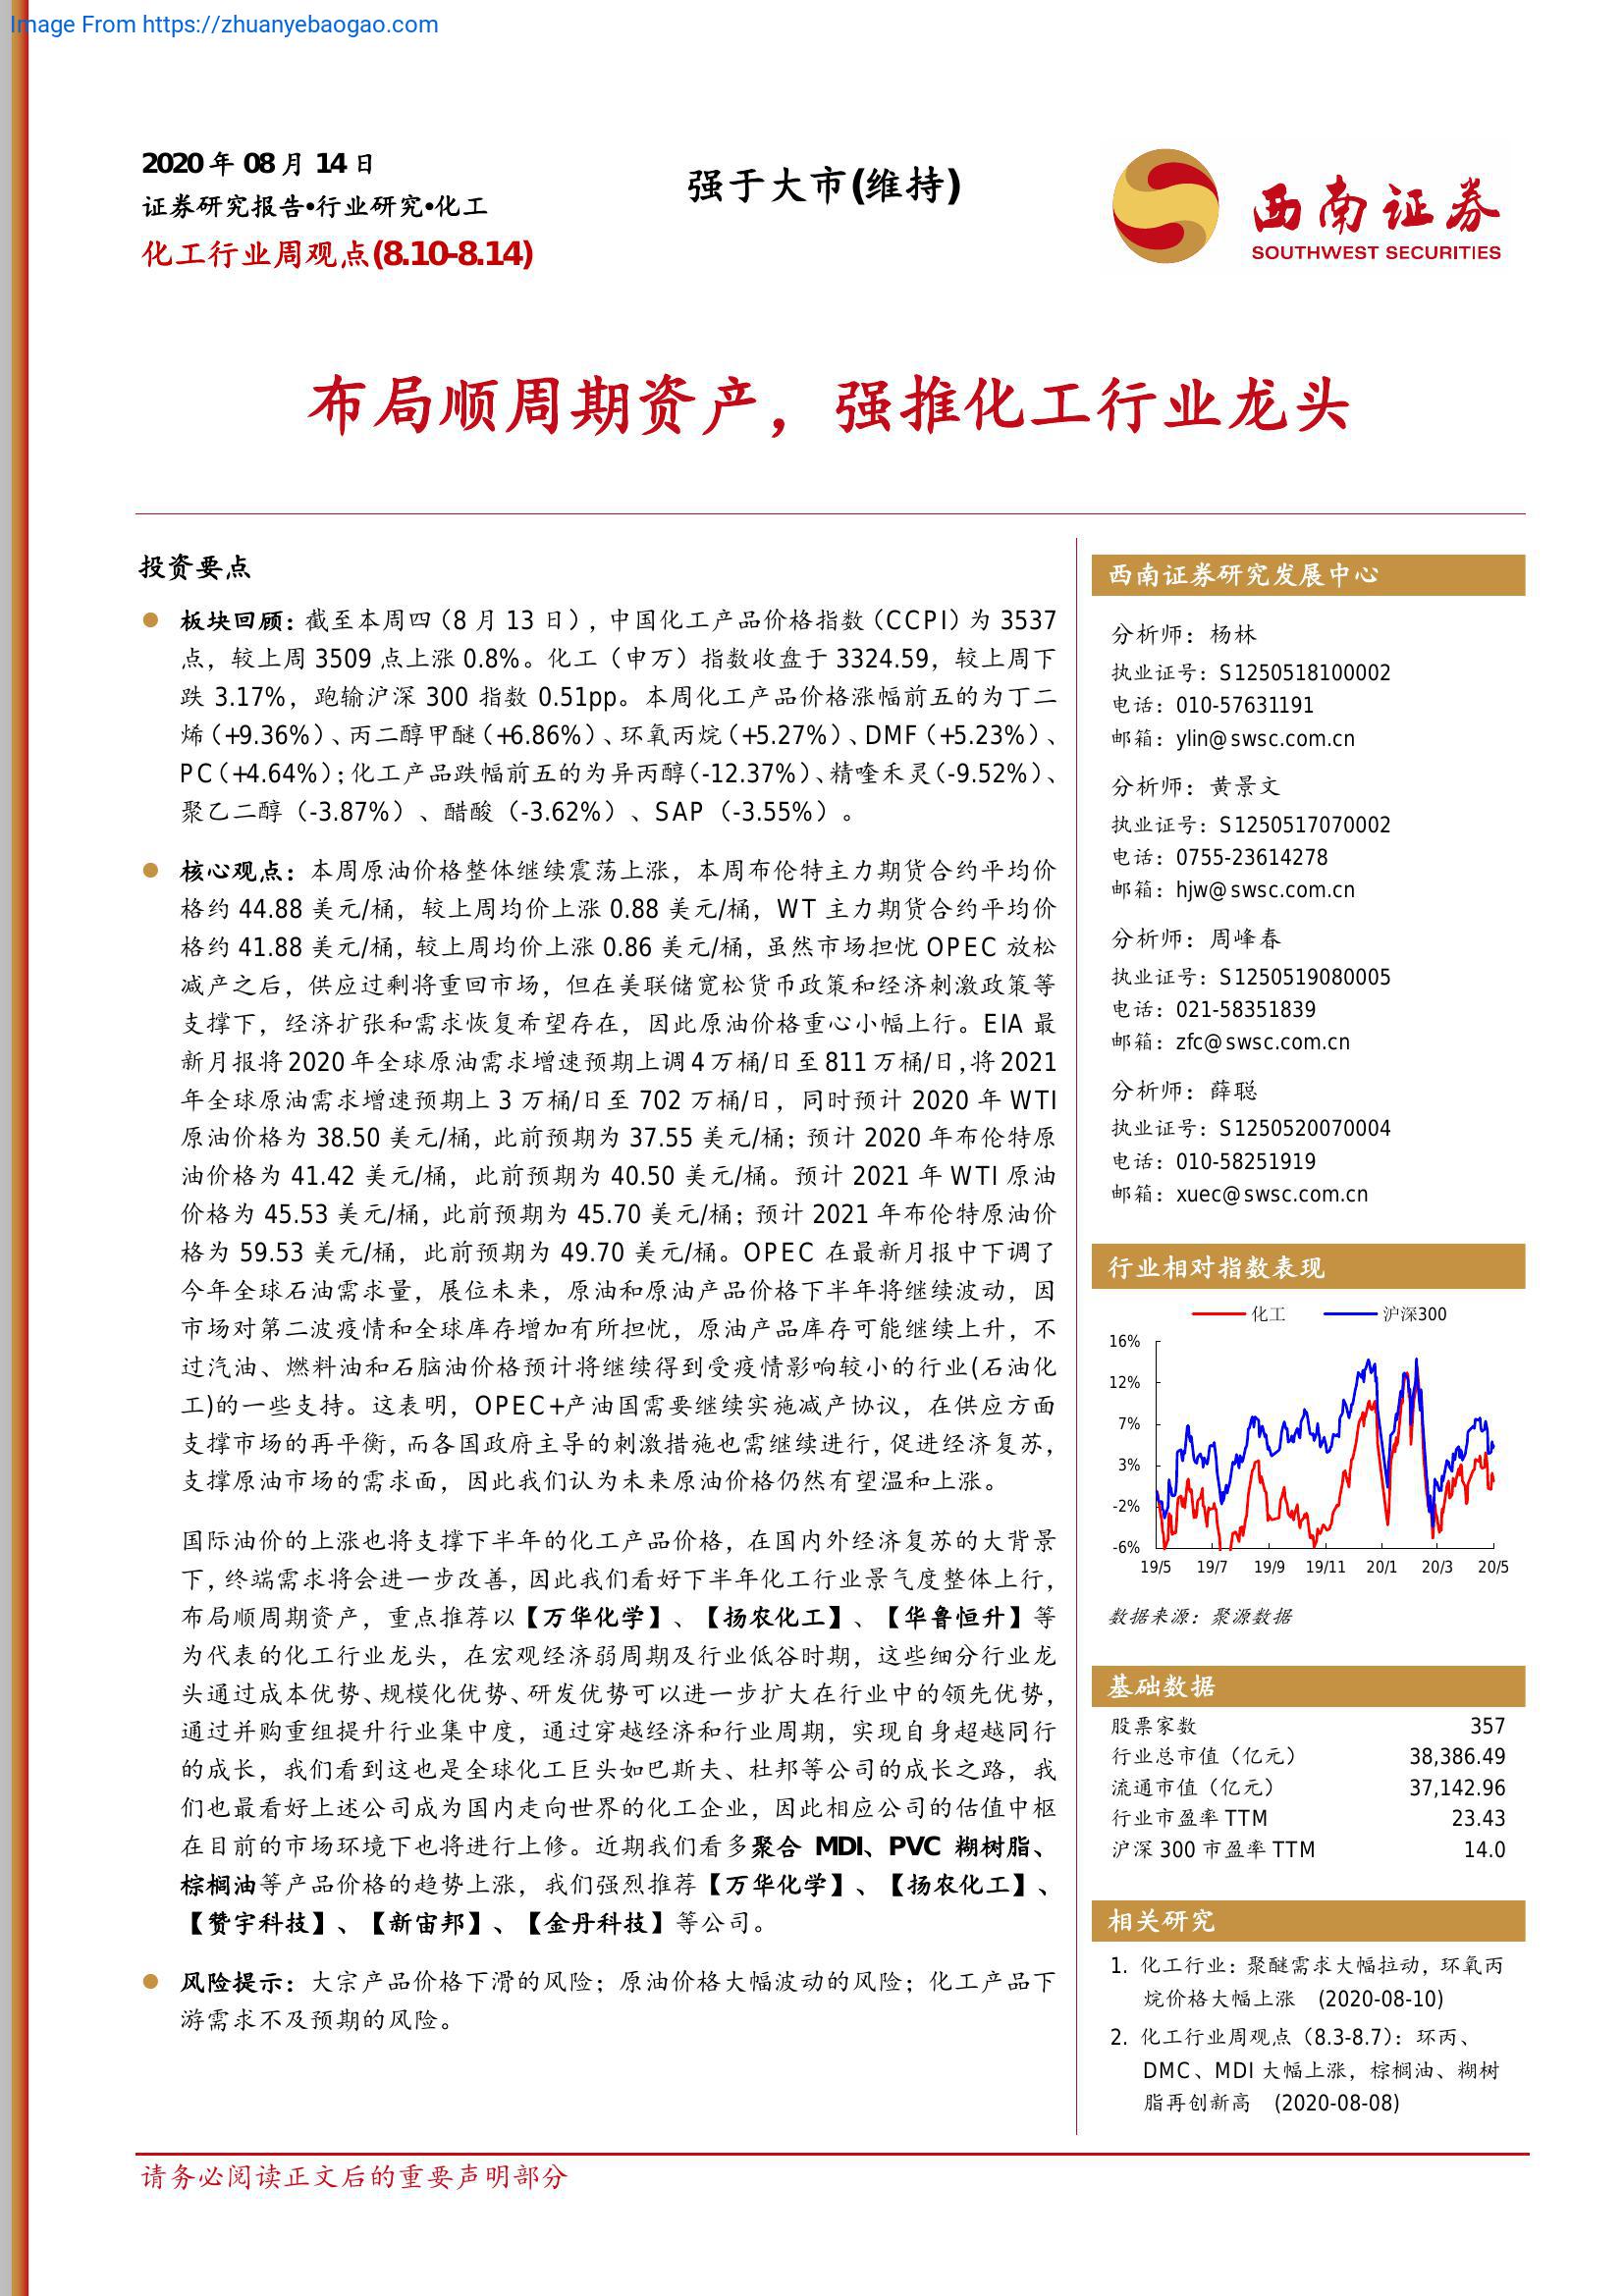 Image From https://zhuanyebaogao.com
2020 年 08 月 14 日
证券研究报告•行业研究•化工
化工行业周观点(8.10-8.14)
强于大市(维持)
西南证券
SOUTHWEST SECURITIES
布局顺周期资产，强推化工行业龙头
投资要点
板块回顾：截至本周四（8 月 13 日），中国化工产品价格指数（CCPI）为 3537
点，较上周 3509 点上涨 0.8%。化工（申万）指数收盘于 3324.59，较上周下
跌 3.17%，跑输沪深 300 指数 0.51pp。本周化工产品价格涨幅前五的为丁二
烯（+9.36%）、丙二醇甲醚（+6.86%）、环氧丙烷（+5.27%）、DMF（+5.23%）、
PC（+4.64%）；化工产品跌幅前五的为异丙醇（-12.37%）、精喹禾灵（-9.52%）、
聚乙二醇（-3.87%）、醋酸（-3.62%）、SAP（-3.55%）。
核心观点：本周原油价格整体继续震荡上涨，本周布伦特主力期货合约平均价
格约 44.88 美元/桶，较上周均价上涨 0.88 美元/桶，WT 主力期货合约平均价
格约 41.88 美元/桶，较上周均价上涨 0.86 美元/桶，虽然市场担忧 OPEC 放松
减产之后，供应过剩将重回市场，但在美联储宽松货币政策和经济刺激政策等
支撑下，经济扩张和需求恢复希望存在，因此原油价格重心小幅上行。EIA 最
新月报将 2020 年全球原油需求增速预期上调 4 万桶/日至 811 万桶/日，将 2021
年全球原油需求增速预期上 3 万桶/日至 702 万桶/日，同时预计 2020 年 WTI
原油价格为 38.50 美元/桶，此前预期为 37.55 美元/桶；预计 2020 年布伦特原
油价格为 41.42 美元/桶，此前预期为 40.50 美元/桶。预计 2021 年 WTI 原油
价格为 45.53 美元/桶，此前预期为 45.70 美元/桶；预计 2021 年布伦特原油价
格为 59.53 美元/桶，此前预期为 49.70 美元/桶。OPEC 在最新月报中下调了
今年全球石油需求量，展位未来，原油和原油产品价格下半年将继续波动，因
市场对第二波疫情和全球库存增加有所担忧，原油产品库存可能继续上升，不
过汽油、燃料油和石脑油价格预计将继续得到受疫情影响较小的行业(石油化
工)的一些支持。这表明，OPEC+产油国需要继续实施减产协议，在供应方面
支撑市场的再平衡，而各国政府主导的刺激措施也需继续进行，促进经济复苏，
支撑原油市场的需求面，因此我们认为未来原油价格仍然有望温和上涨。
国际油价的上涨也将支撑下半年的化工产品价格，在国内外经济复苏的大背景
下，终端需求将会进一步改善，因此我们看好下半年化工行业景气度整体上行，
布局顺周期资产，重点推荐以【万华化学】、【扬农化工】、【华鲁恒升】等
为代表的化工行业龙头，在宏观经济弱周期及行业低谷时期，这些细分行业龙
头通过成本优势、规模化优势、研发优势可以进一步扩大在行业中的领先优势，
通过并购重组提升行业集中度，通过穿越经济和行业周期，实现自身超越同行
的成长，我们看到这也是全球化工巨头如巴斯夫、杜邦等公司的成长之路，我
们也最看好上述公司成为国内走向世界的化工企业，因此相应公司的估值中枢
在目前的市场环境下也将进行上修。近期我们看多聚合 MDI、PVC 糊树脂、
棕榈油等产品价格的趋势上涨，我们强烈推荐【万华化学】、【扬农化工】、
【赞宇科技】、【新宙邦】、【金丹科技】等公司。
风险提示：大宗产品价格下滑的风险；原油价格大幅波动的风险；化工产品下
游需求不及预期的风险。
西南证券研究发展中心
分析师：杨林
执业证号：S1250518100002
电话：010-57631191
邮箱：ylin@swsc.com.cn
分析师：黄景文
执业证号：S1250517070002
电话：0755-23614278
邮箱：hjw@swsc.com.cn
分析师：周峰春
执业证号：S1250519080005
电话：021-58351839
邮箱：zfc@swsc.com.cn
分析师：薛聪
执业证号：S1250520070004
电话：010-58251919
邮箱：xuec@swsc.com.cn
行业相对指数表现
化工 沪深300
16%
12%
7%
3%
-2%
-6%
19/5 19/7 19/9 19/11 20/1 20/3 20/5
数据来源：聚源数据
基础数据
股票家数 357
行业总市值（亿元） 38,386.49
流通市值（亿元） 37,142.96
行业市盈率 TTM 23.43
沪深 300 市盈率 TTM 14.0
相关研究
1. 化工行业：聚醚需求大幅拉动，环氧丙
烷价格大幅上涨 (2020-08-10)
2. 化工行业周观点（8.3-8.7）：环丙、
DMC、MDI 大幅上涨，棕榈油、糊树
脂再创新高 (2020-08-08)
请务必阅读正文后的重要声明部分